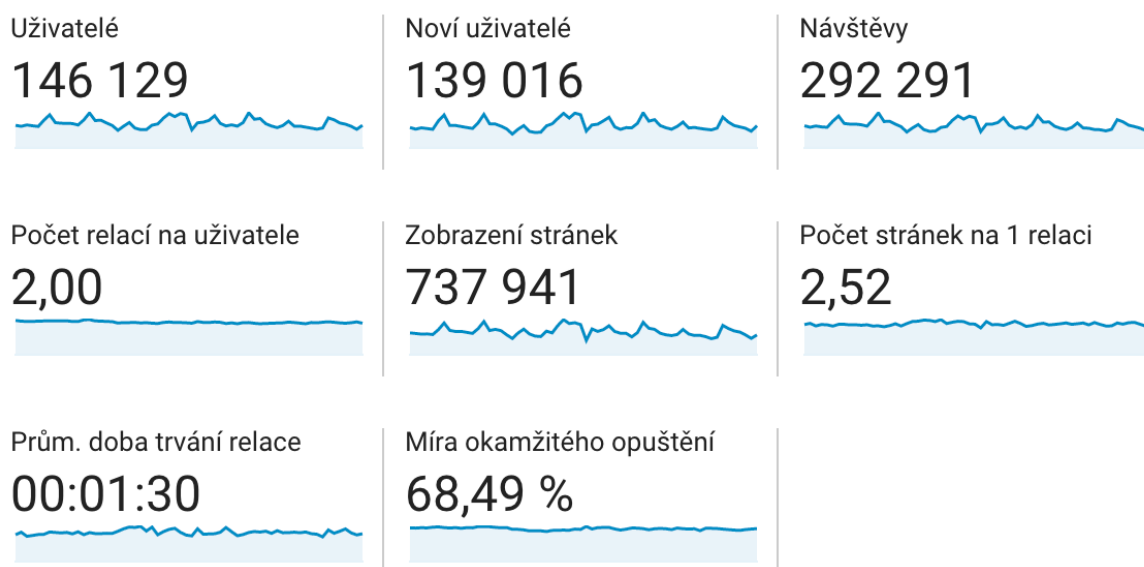 Uživatelé
146 129
Noví uživatelé
139 016
Návštěvy
292 291
Počet relací na uživatele
2,00
Zobrazení stránek
737 941
Počet stránek na 1 relaci
2,52
Prům. doba trvání relace
00:01:30
Míra okamžitého opuštění
68,49 %